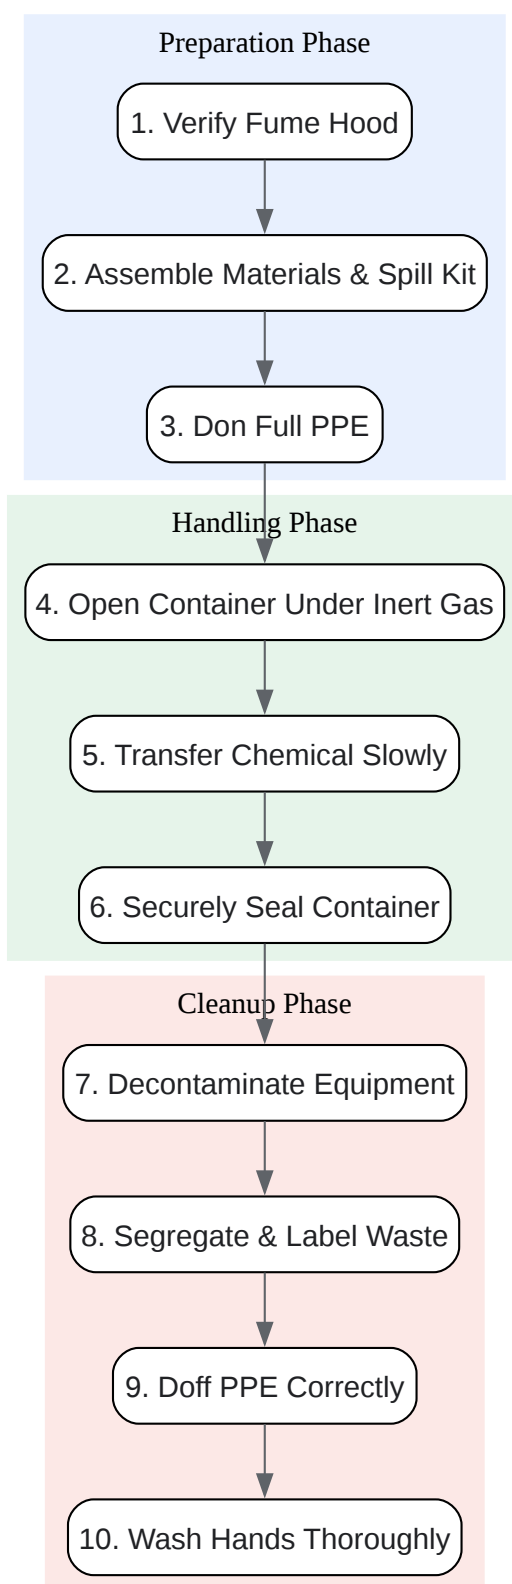 Preparation Phase
1. Verify Fume Hood
2. Assemble Materials & Spill Kit
3. Don Full PPE
Handling Phase
4. Open Container Under Inert Gas
5. Transfer Chemical Slowly
6. Securely Seal Container
Cleanup Phase
7. Decontaminate Equipment
8. Segregate & Label Waste
9. Doff PPE Correctly
10. Wash Hands Thoroughly